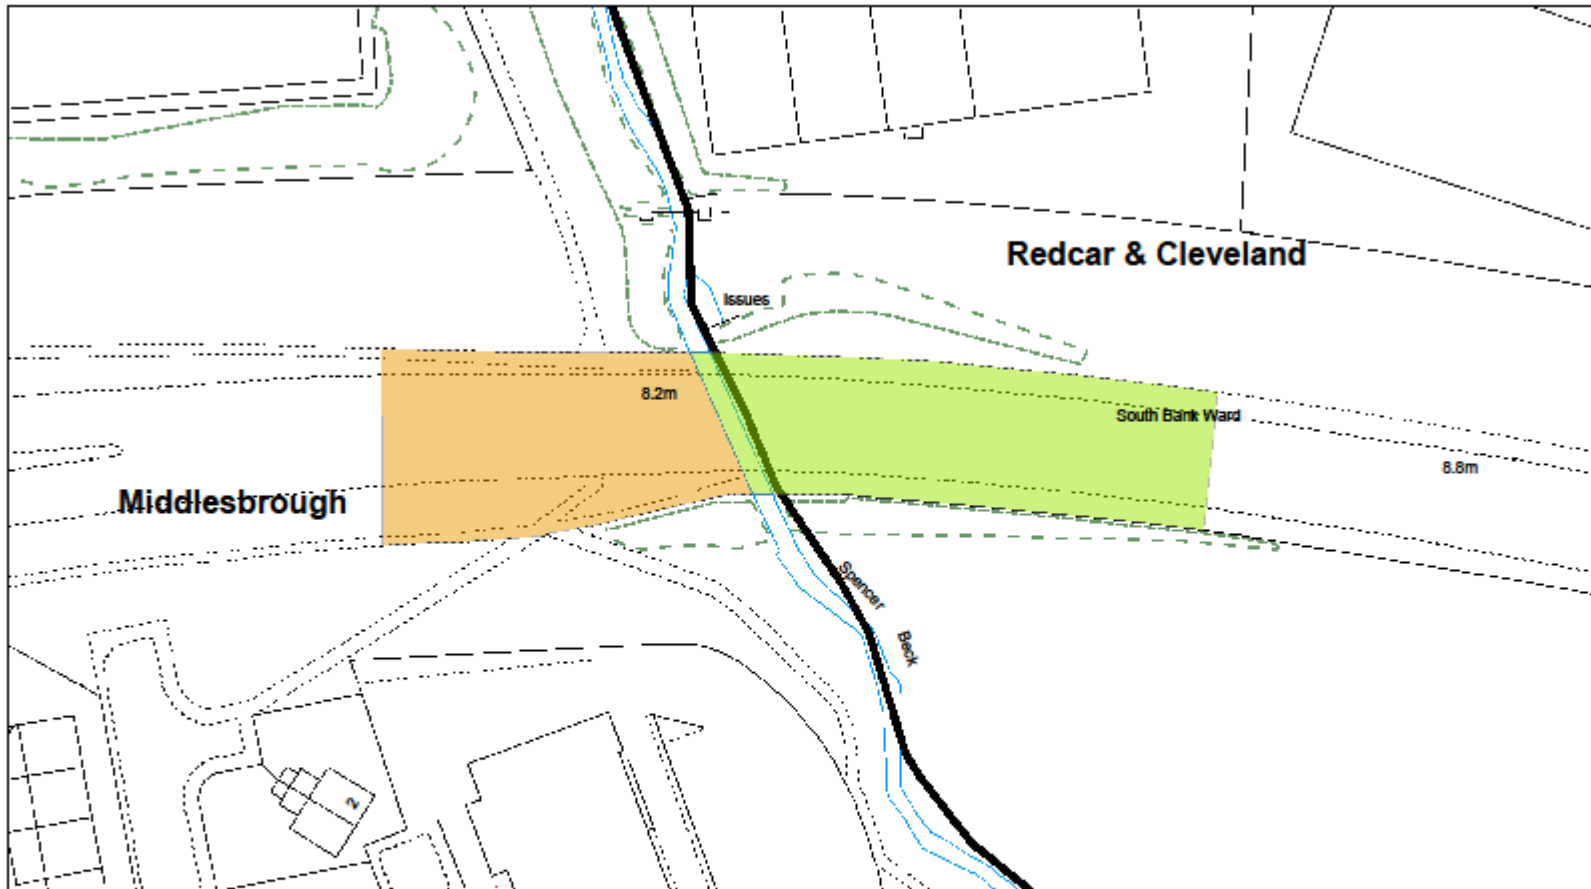 Redcar & Cleveland
Issues
8.2m
South Bank Ward
8.8m
Middlesbrough
Spencer
Beck
2